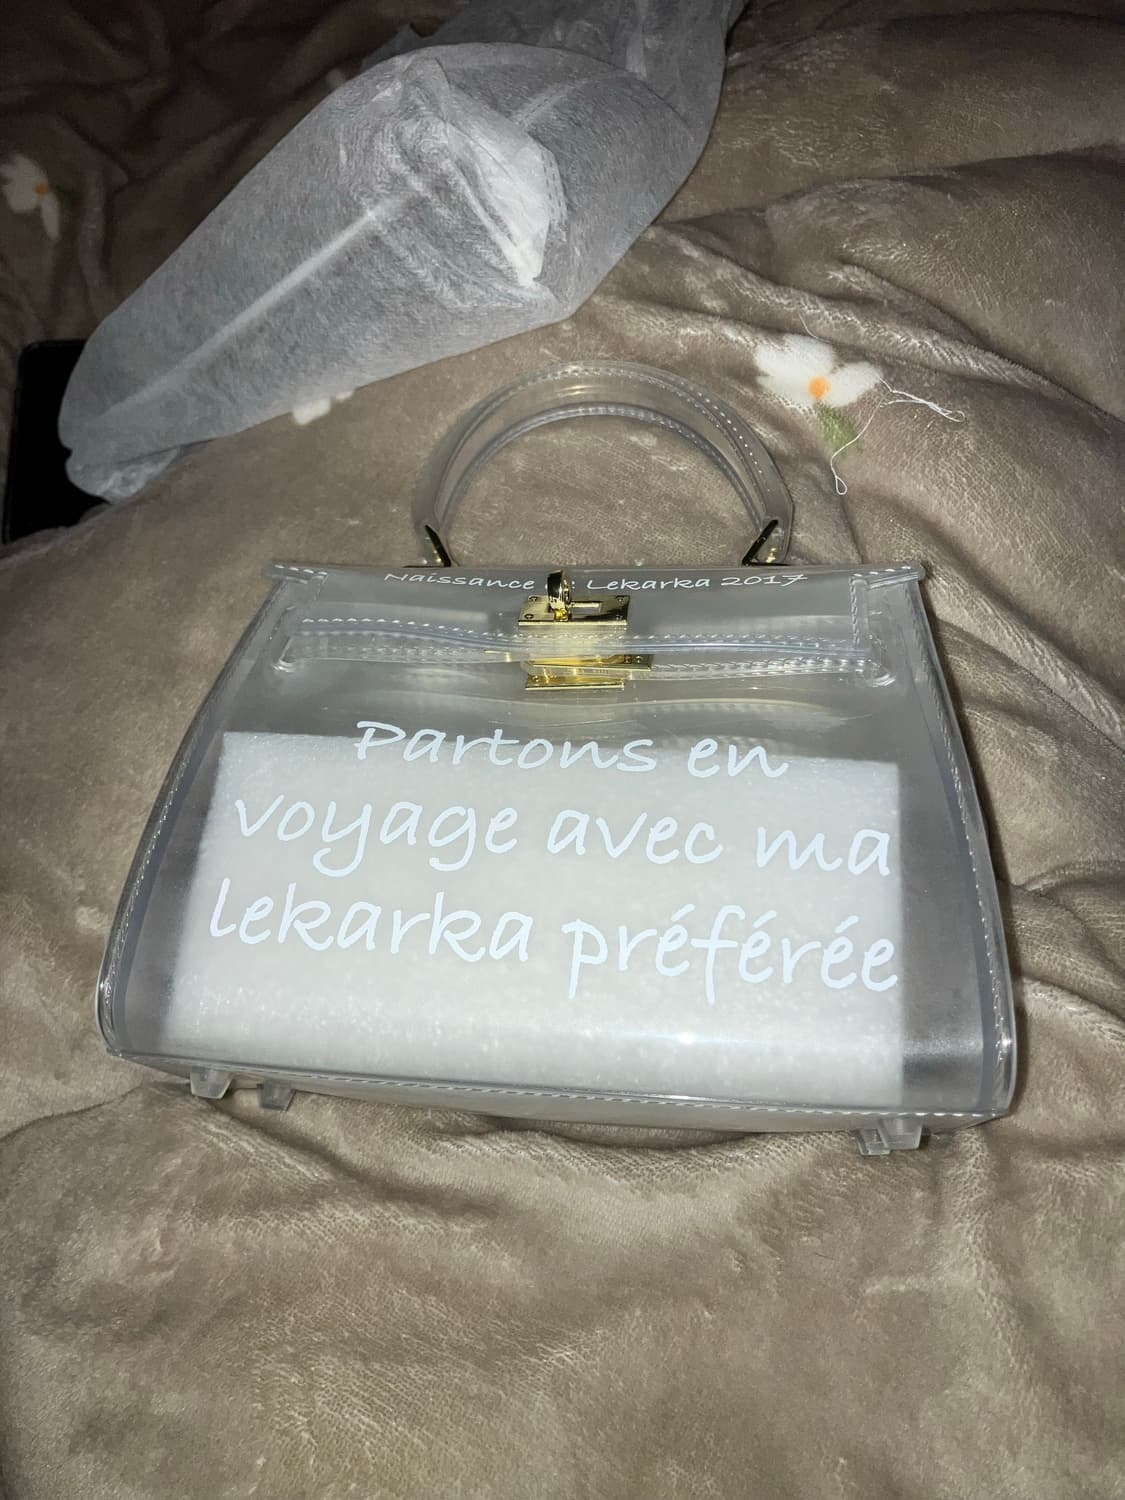 Naissance Lekarka 2017
Partons en
voyage avec ma
lekarka préférée